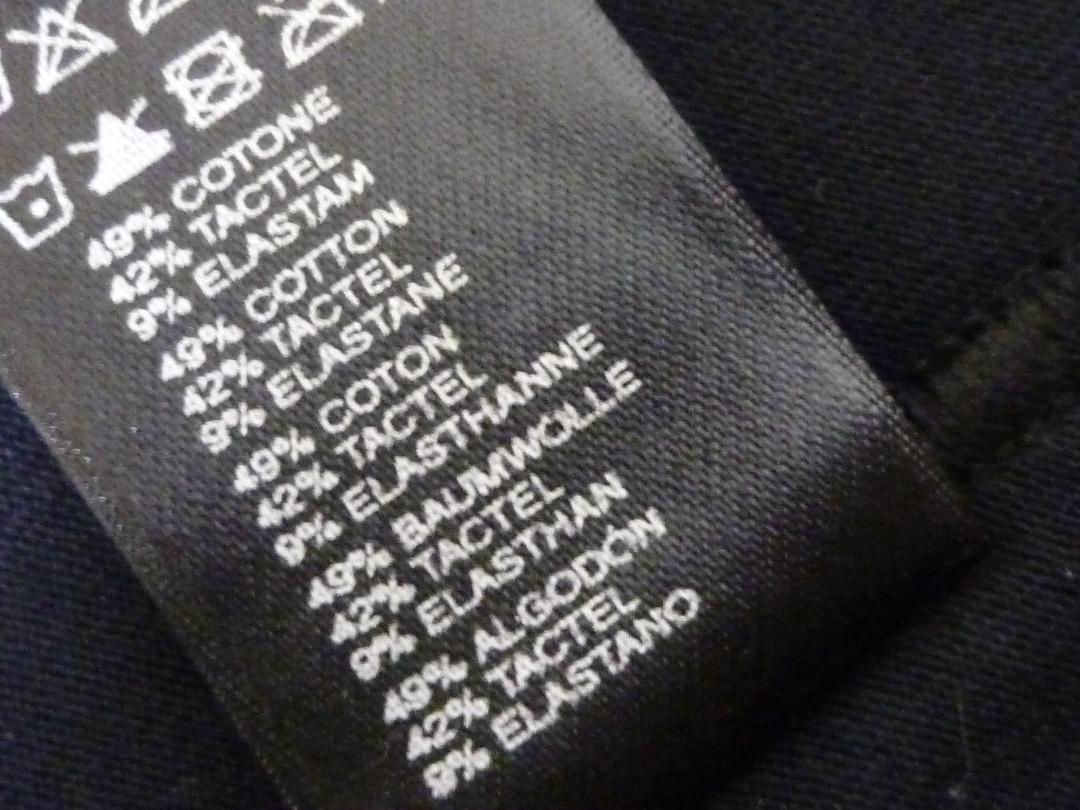 49% COTONE
42% TACTEL
9% ELASTAM
49% COTTON
42% TACTEL
9% ELASTANE
49% COTON
42% TACTEL
9% ELASTHANNE
49% BAUMWOLLE
42% TACTEL
9% ELASTHAN
49% ALGODÓN
42% TACTEL
9% ELASTANO